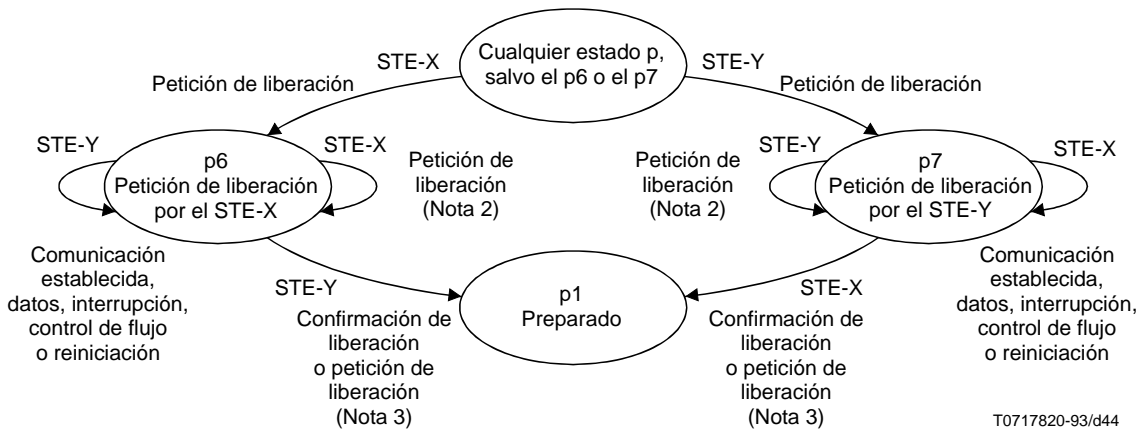 Cualquier estado p,
salvo el p6 o el p7
STE-X
STE-Y
Petición de liberación
Petición de liberación
STE-Y
p6
Petición de liberación
por el STE-X
STE-X
Petición de
liberación
(Nota 2)
Petición de
liberación
(Nota 2)
STE-Y
p7
Petición de liberación
por el STE-Y
STE-X
Comunicación
establecida,
datos, interrupción,
control de flujo
o reiniciación
STE-Y
Confirmación de
liberación
o petición de
liberación
(Nota 3)
p1
Preparado
STE-X
Confirmación de
liberación
o petición de
liberación
(Nota 3)
Comunicación
establecida,
datos, interrupción,
control de flujo
o reiniciación
T0717820-93/d44